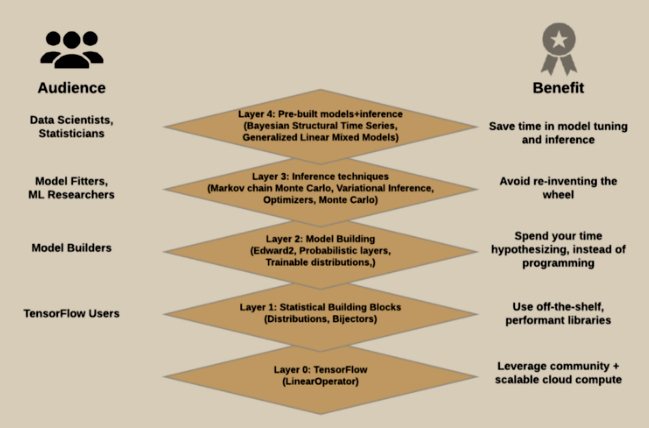 Audience
Benefit
Data Scientists,
Statisticians
Layer 4: Pre-built models+inference
(Bayesian Structural Time Series,
Generalized Linear Mixed Models)
Save time in model tuning
and inference
Model Fitters,
ML Researchers
Layer 3: Inference techniques
(Markov chain Monte Carlo, Variational Inference,
Optimizers, Monte Carlo)
Avoid re-inventing the
wheel
Model Builders
Layer 2: Model Building
(Edward2, Probabilistic layers,
Trainable distributions,)
Spend your time
hypothesizing, instead of
programming
TensorFlow Users
Layer 1: Statistical Building Blocks
(Distributions, Bijectors)
Use off-the-shelf,
performant libraries
Layer 0: TensorFlow
(LinearOperator)
Leverage community +
scalable cloud compute